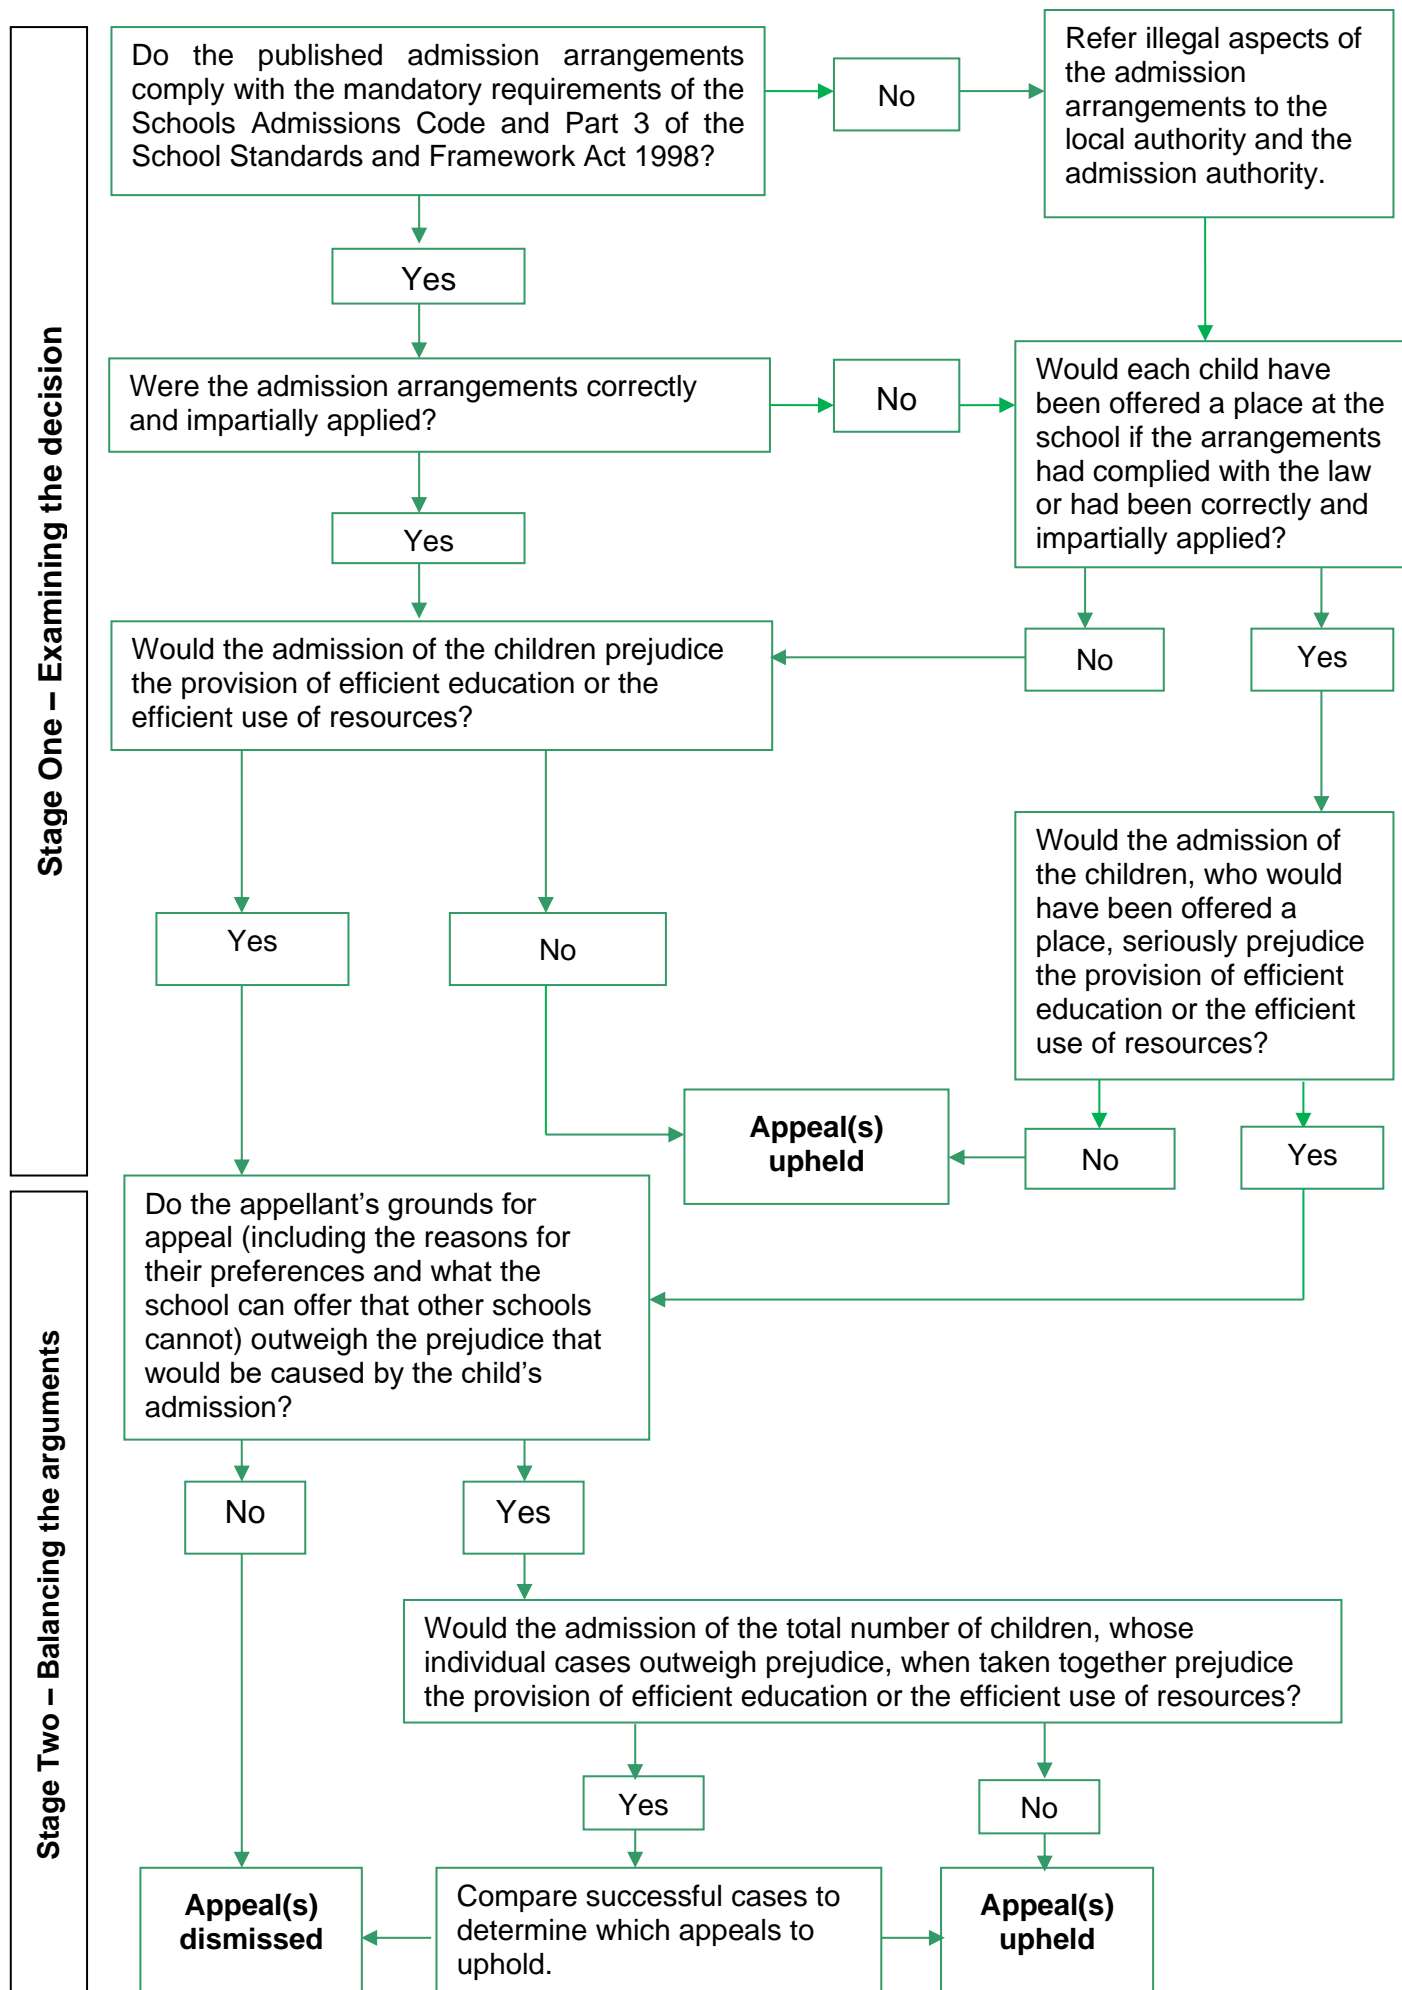 Stage One – Examining the decision
Do the published admission arrangements
comply with the mandatory requirements of the
Schools Admissions Code and Part 3 of the
School Standards and Framework Act 1998?
No
Refer illegal aspects of
the admission
arrangements to the
local authority and the
admission authority.
Yes
Were the admission arrangements correctly
and impartially applied?
No
Would each child have
been offered a place at the
school if the arrangements
had complied with the law
or had been correctly and
impartially applied?
Yes
No
Yes
Would the admission of the children prejudice
the provision of efficient education or the
efficient use of resources?
Yes
No
Would the admission of
the children, who would
have been offered a
place, seriously prejudice
the provision of efficient
education or the efficient
use of resources?
Appeal(s)
upheld
No
Yes
Stage Two – Balancing the arguments
Do the appellant’s grounds for
appeal (including the reasons for
their preferences and what the
school can offer that other schools
cannot) outweigh the prejudice that
would be caused by the child’s
admission?
No
Yes
Would the admission of the total number of children, whose
individual cases outweigh prejudice, when taken together prejudice
the provision of efficient education or the efficient use of resources?
Yes
No
Appeal(s)
dismissed
Compare successful cases to
determine which appeals to
uphold.
Appeal(s)
upheld